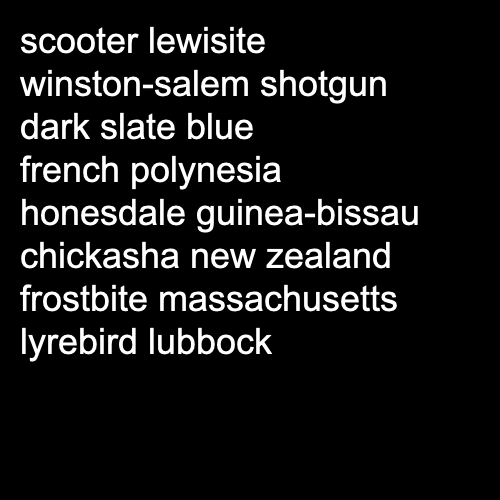 scooter lewisite
winston-salem shotgun
dark slate blue
french polynesia
honesdale guinea-bissau
chickasha new zealand
frostbite massachusetts
lyrebird lubbock